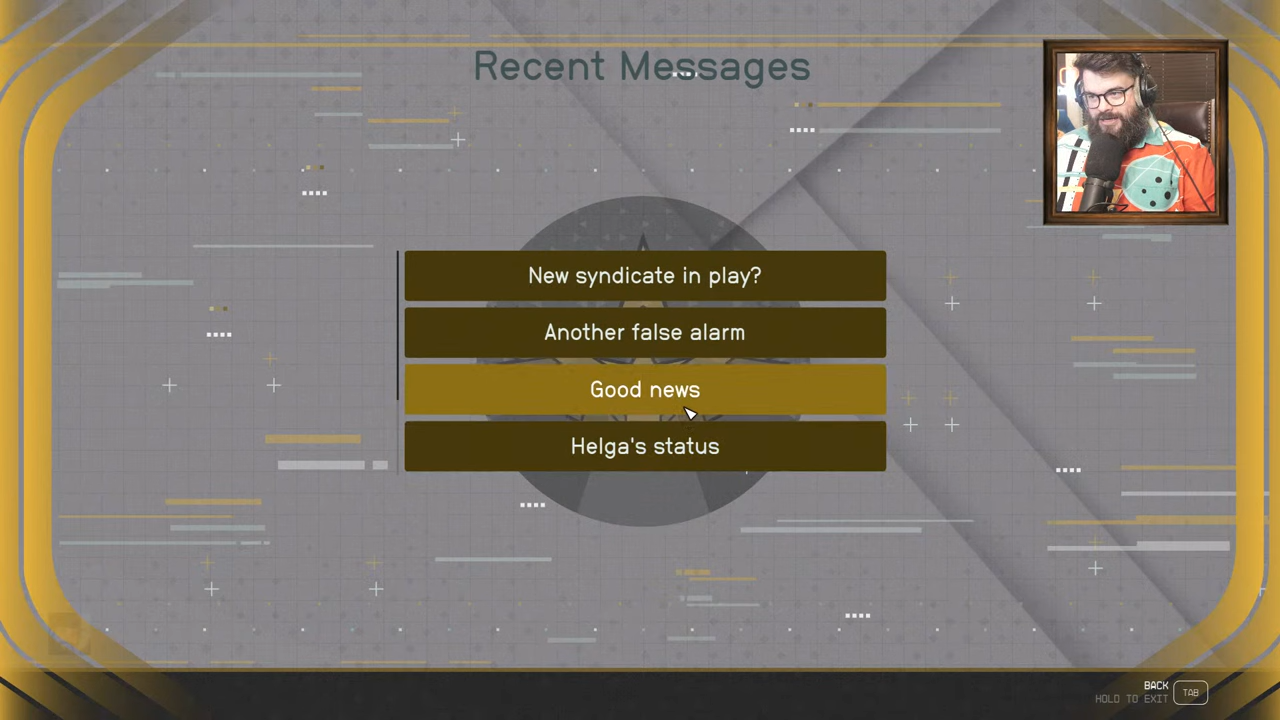 Recent Messages
New syndicate in play?
Another false alarm
Good news
Helga's status
BACK
HOLD TO EXIT
TAB